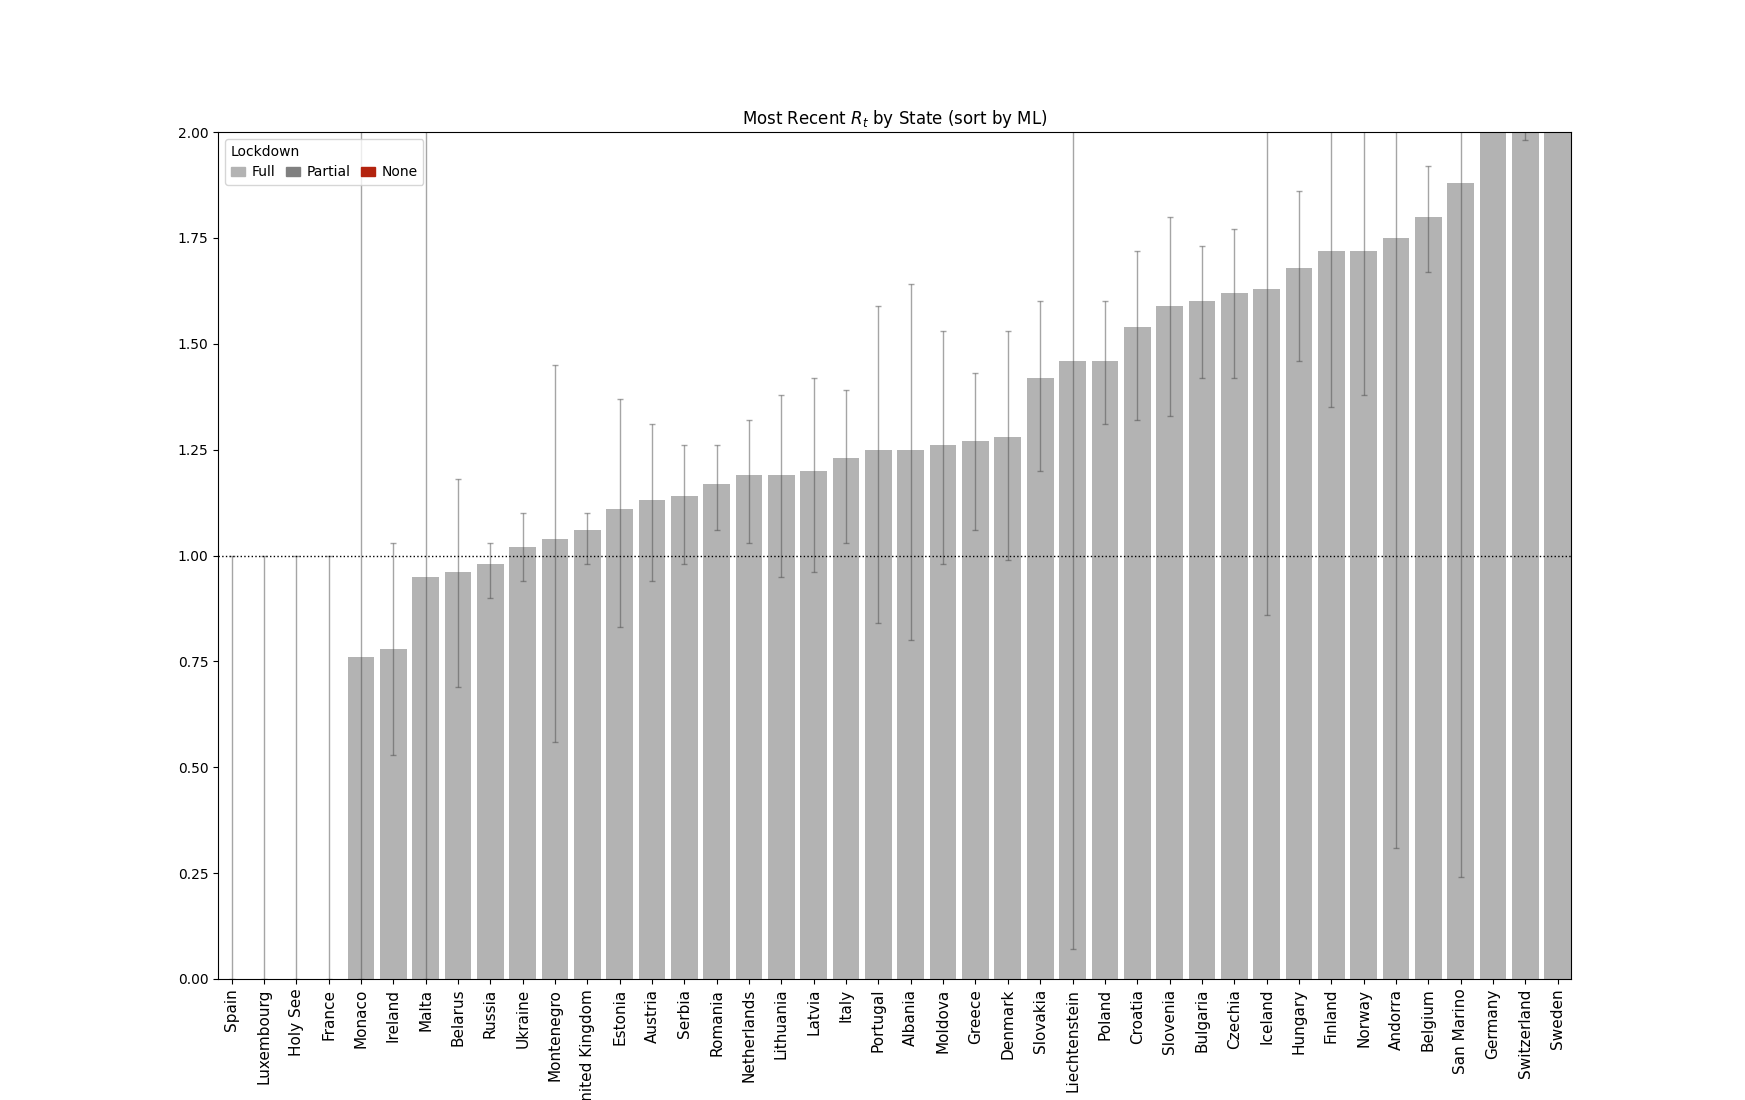 Most Recent R_t by State (sort by ML)
Lockdown
Full Partial None
2.00
1.75
1.50
1.25
1.00
0.75
0.50
0.25
0.00
Spain
Luxembourg
Holy See
France
Monaco
Ireland
Malta
Belarus
Russia
Ukraine
Montenegro
nited Kingdom
Estonia
Austria
Serbia
Romania
Netherlands
Lithuania
Latvia
Italy
Portugal
Albania
Moldova
Greece
Denmark
Slovakia
Liechtenstein
Poland
Croatia
Slovenia
Bulgaria
Czechia
Iceland
Hungary
Finland
Norway
Andorra
Belgium
San Marino
Germany
Switzerland
Sweden